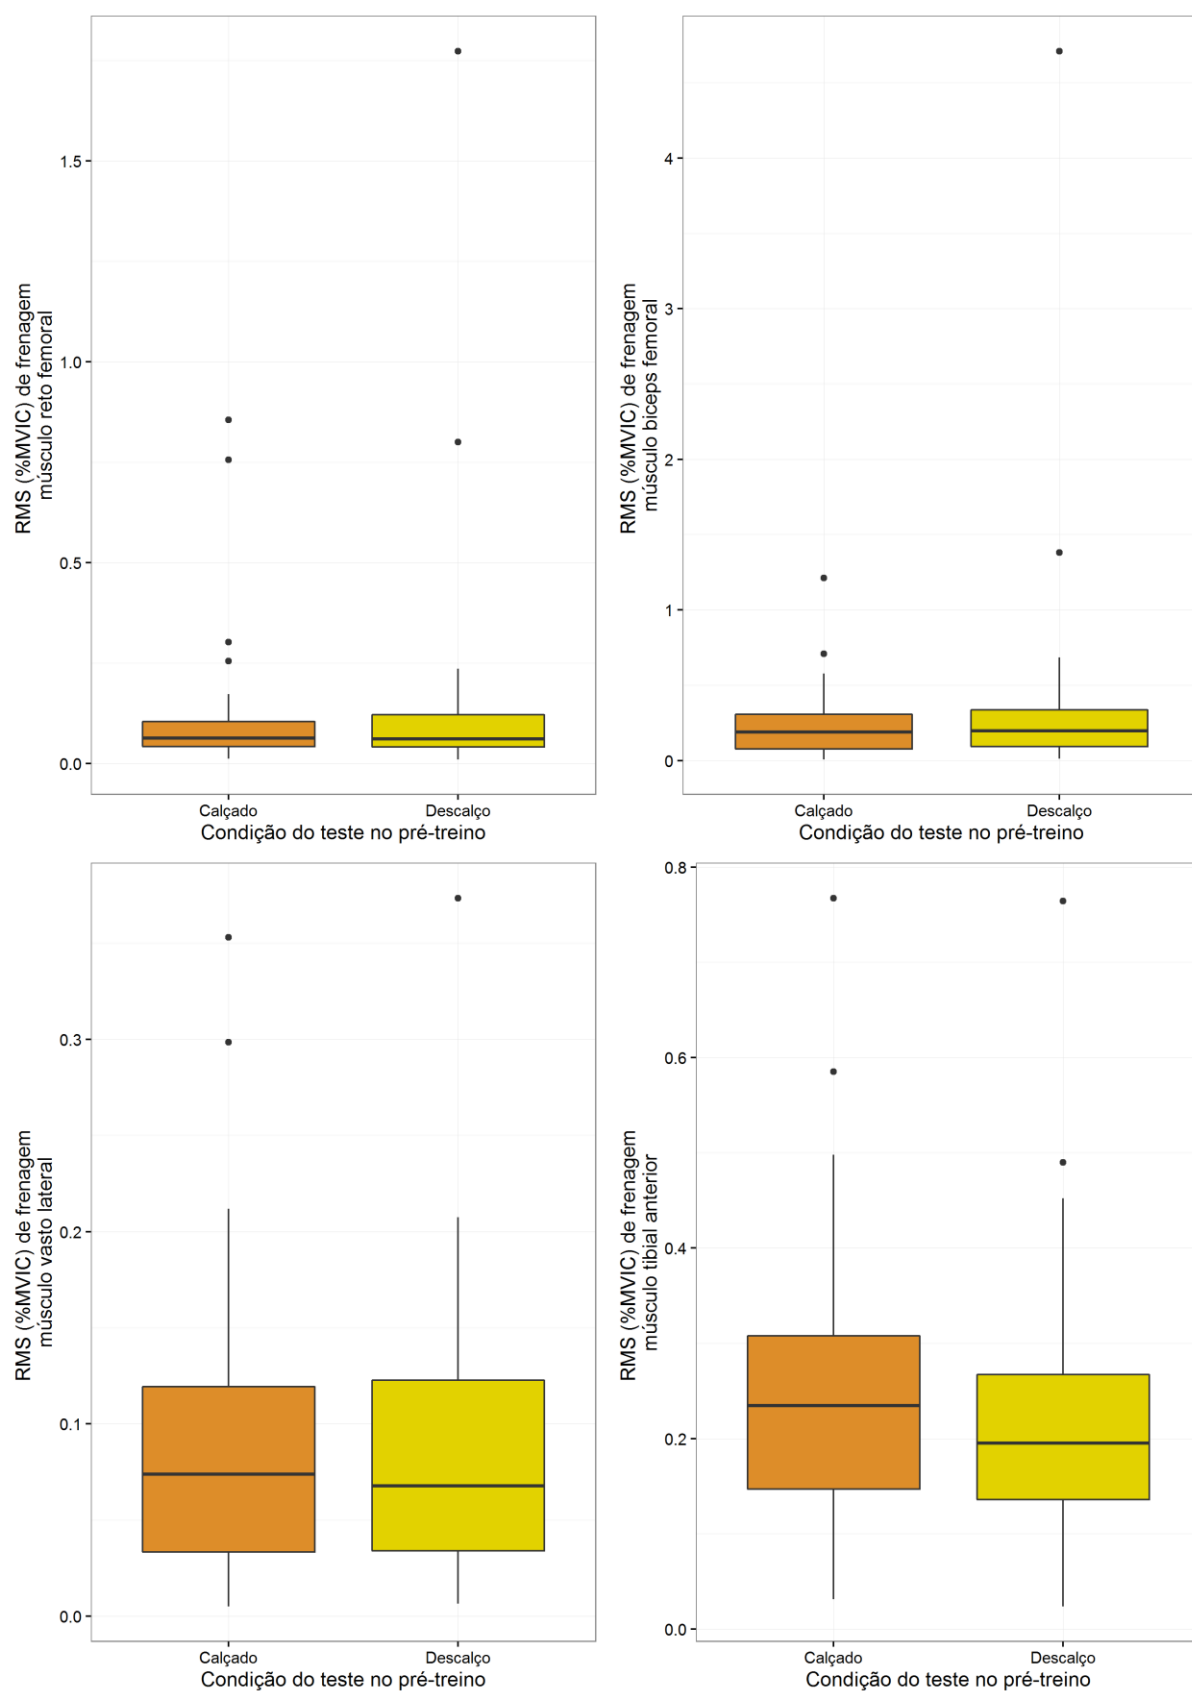 RMS (%MVIC) de frenagem
músculo reto femoral
1.5
1.0
0.5
0.0
Calçado
Descalço
Condição do teste no pré-treino
RMS (%MVIC) de frenagem
músculo biceps femoral
4
3
2
1
0
Calçado
Descalço
Condição do teste no pré-treino
RMS (%MVIC) de frenagem
músculo vasto lateral
0.3
0.2
0.1
0.0
Calçado
Descalço
Condição do teste no pré-treino
RMS (%MVIC) de frenagem
músculo tibial anterior
0.8
0.6
0.4
0.2
0.0
Calçado
Descalço
Condição do teste no pré-treino